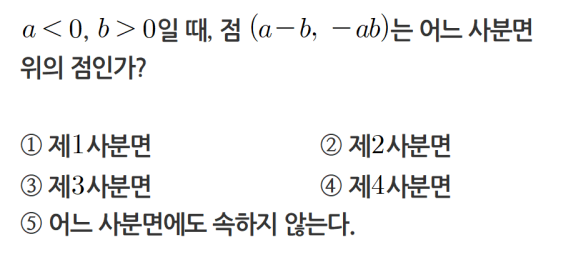 a < 0, b > 0일 때, 점 (a − b, − ab)는 어느 사분면
위의 점인가?
① 제1사분면 ② 제2사분면
③ 제3사분면 ④ 제4사분면
⑤ 어느 사분면에도 속하지 않는다.